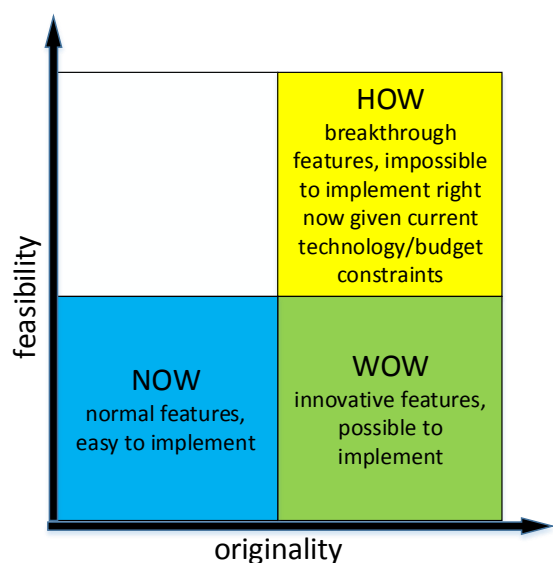 HOW
breakthrough
features, impossible
to implement right
now given current
technology/budget
constraints
feasibility
NOW
normal features,
easy to implement
WOW
innovative features,
possible to
implement
originality